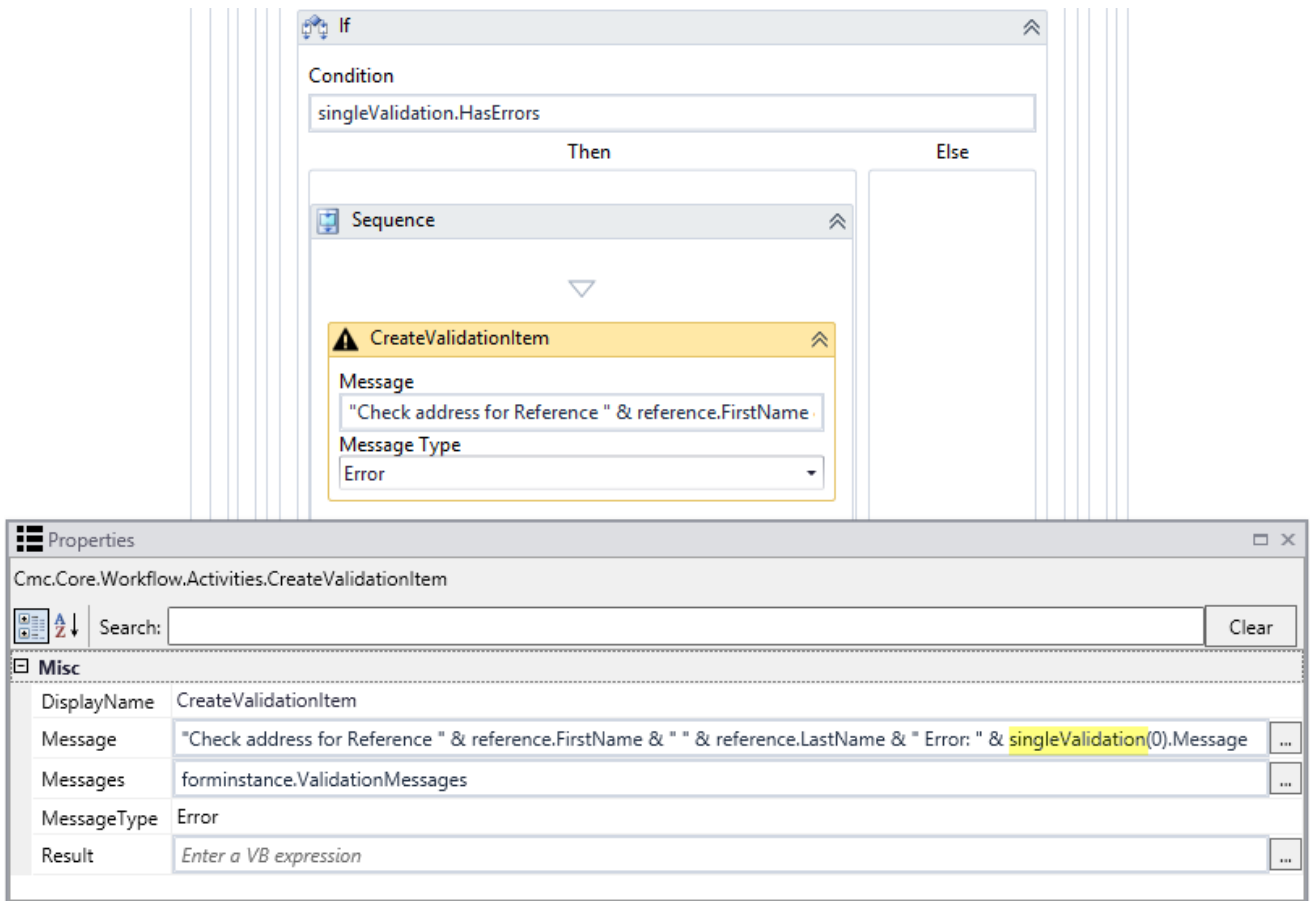 If
Condition
singleValidation.HasErrors
Then Else
Sequence
CreateValidationItem
Message
"Check address for Reference " & reference.FirstName
Message Type
Error
Properties
Cmc.Core.Workflow.Activities.CreateValidationItem
Search: Clear
Misc
DisplayName CreateValidationItem
Message "Check address for Reference " & reference.FirstName & " " & reference.LastName & " Error: " & singleValidation(0).Message ...
Messages forminstance.ValidationMessages ...
MessageType Error
Result Enter a VB expression ...